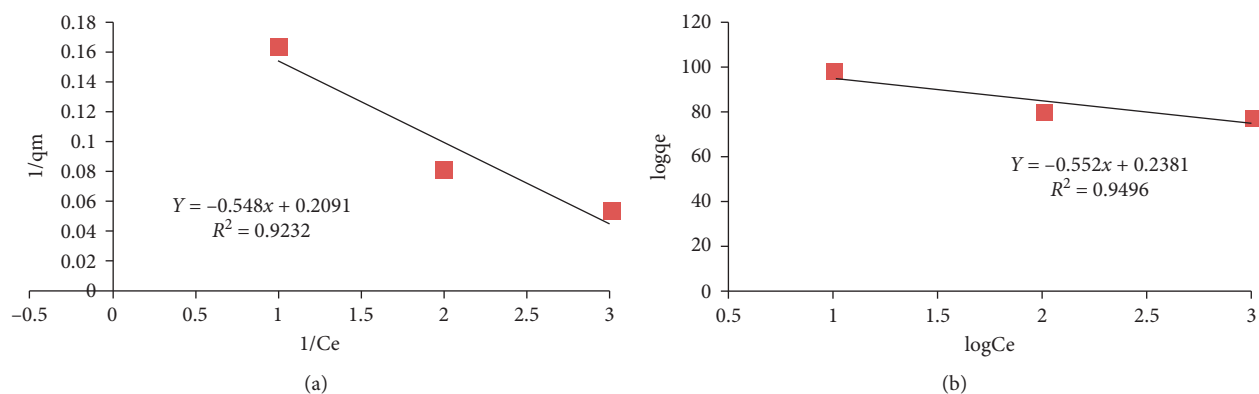 0.18
0.16
0.14
0.12
0.1
0.08
0.06
0.04
0.02
0
1/qm
Y = −0.548x + 0.2091
R² = 0.9232
−0.5 0 0.5 1 1.5 2 2.5 3
1/Ce
(a)
120
100
80
60
40
20
0
logqe
Y = −0.552x + 0.2381
R² = 0.9496
0.5 1 1.5 2 2.5 3
logCe
(b)